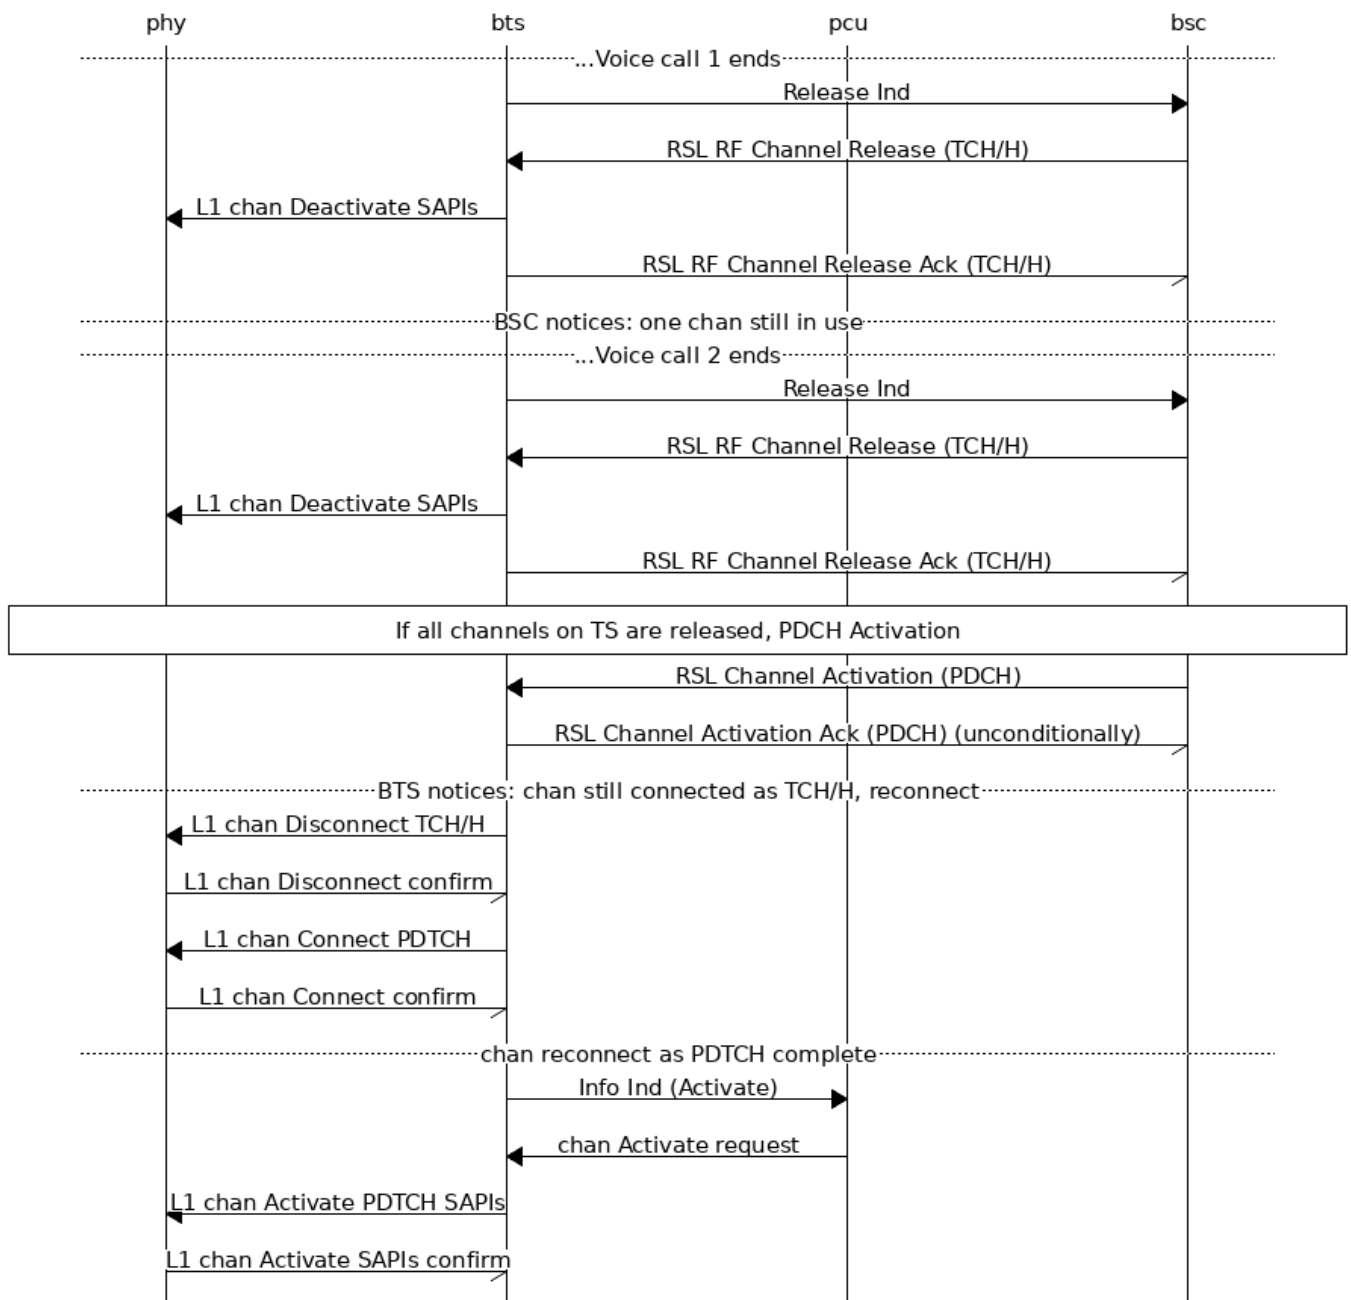 phy bts pcu bsc
...Voice call 1 ends
Release Ind
RSL RF Channel Release (TCH/H)
L1 chan Deactivate SAPIs
RSL RF Channel Release Ack (TCH/H)
BSC notices: one chan still in use
...Voice call 2 ends
Release Ind
RSL RF Channel Release (TCH/H)
L1 chan Deactivate SAPIs
RSL RF Channel Release Ack (TCH/H)
If all channels on TS are released, PDCH Activation
RSL Channel Activation (PDCH)
RSL Channel Activation Ack (PDCH) (unconditionally)
BTS notices: chan still connected as TCH/H, reconnect
L1 chan Disconnect TCH/H
L1 chan Disconnect confirm
L1 chan Connect PDTCH
L1 chan Connect confirm
chan reconnect as PDTCH complete
Info Ind (Activate)
chan Activate request
L1 chan Activate PDTCH SAPIs
L1 chan Activate SAPIs confirm